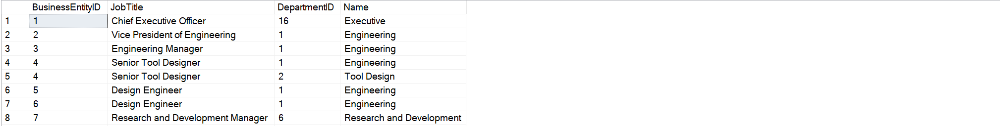 BusinessEntityID JobTitle DepartmentID Name
1 1 Chief Executive Officer 16 Executive
2 2 Vice President of Engineering 1 Engineering
3 3 Engineering Manager 1 Engineering
4 4 Senior Tool Designer 1 Engineering
5 4 Senior Tool Designer 2 Tool Design
6 5 Design Engineer 1 Engineering
7 6 Design Engineer 1 Engineering
8 7 Research and Development Manager 6 Research and Development